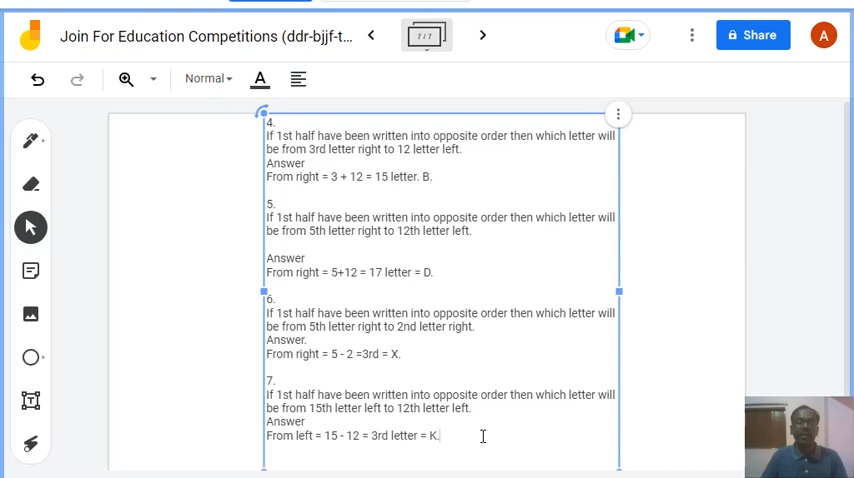 Join For Education Competitions (ddr-bjjf-t...
7 / 7
Share
A
Normal
A
4.
If 1st half have been written into opposite order then which letter will
be from 3rd letter right to 12 letter left.
Answer
From right = 3 + 12 = 15 letter. B.
5.
If 1st half have been written into opposite order then which letter will
be from 5th letter right to 12th letter left.
Answer
From right = 5+12 = 17 letter = D.
6.
If 1st half have been written into opposite order then which letter will
be from 5th letter right to 2nd letter right.
Answer.
From right = 5 - 2 =3rd = X.
7.
If 1st half have been written into opposite order then which letter will
be from 15th letter left to 12th letter left.
Answer
From left = 15 - 12 = 3rd letter = K.